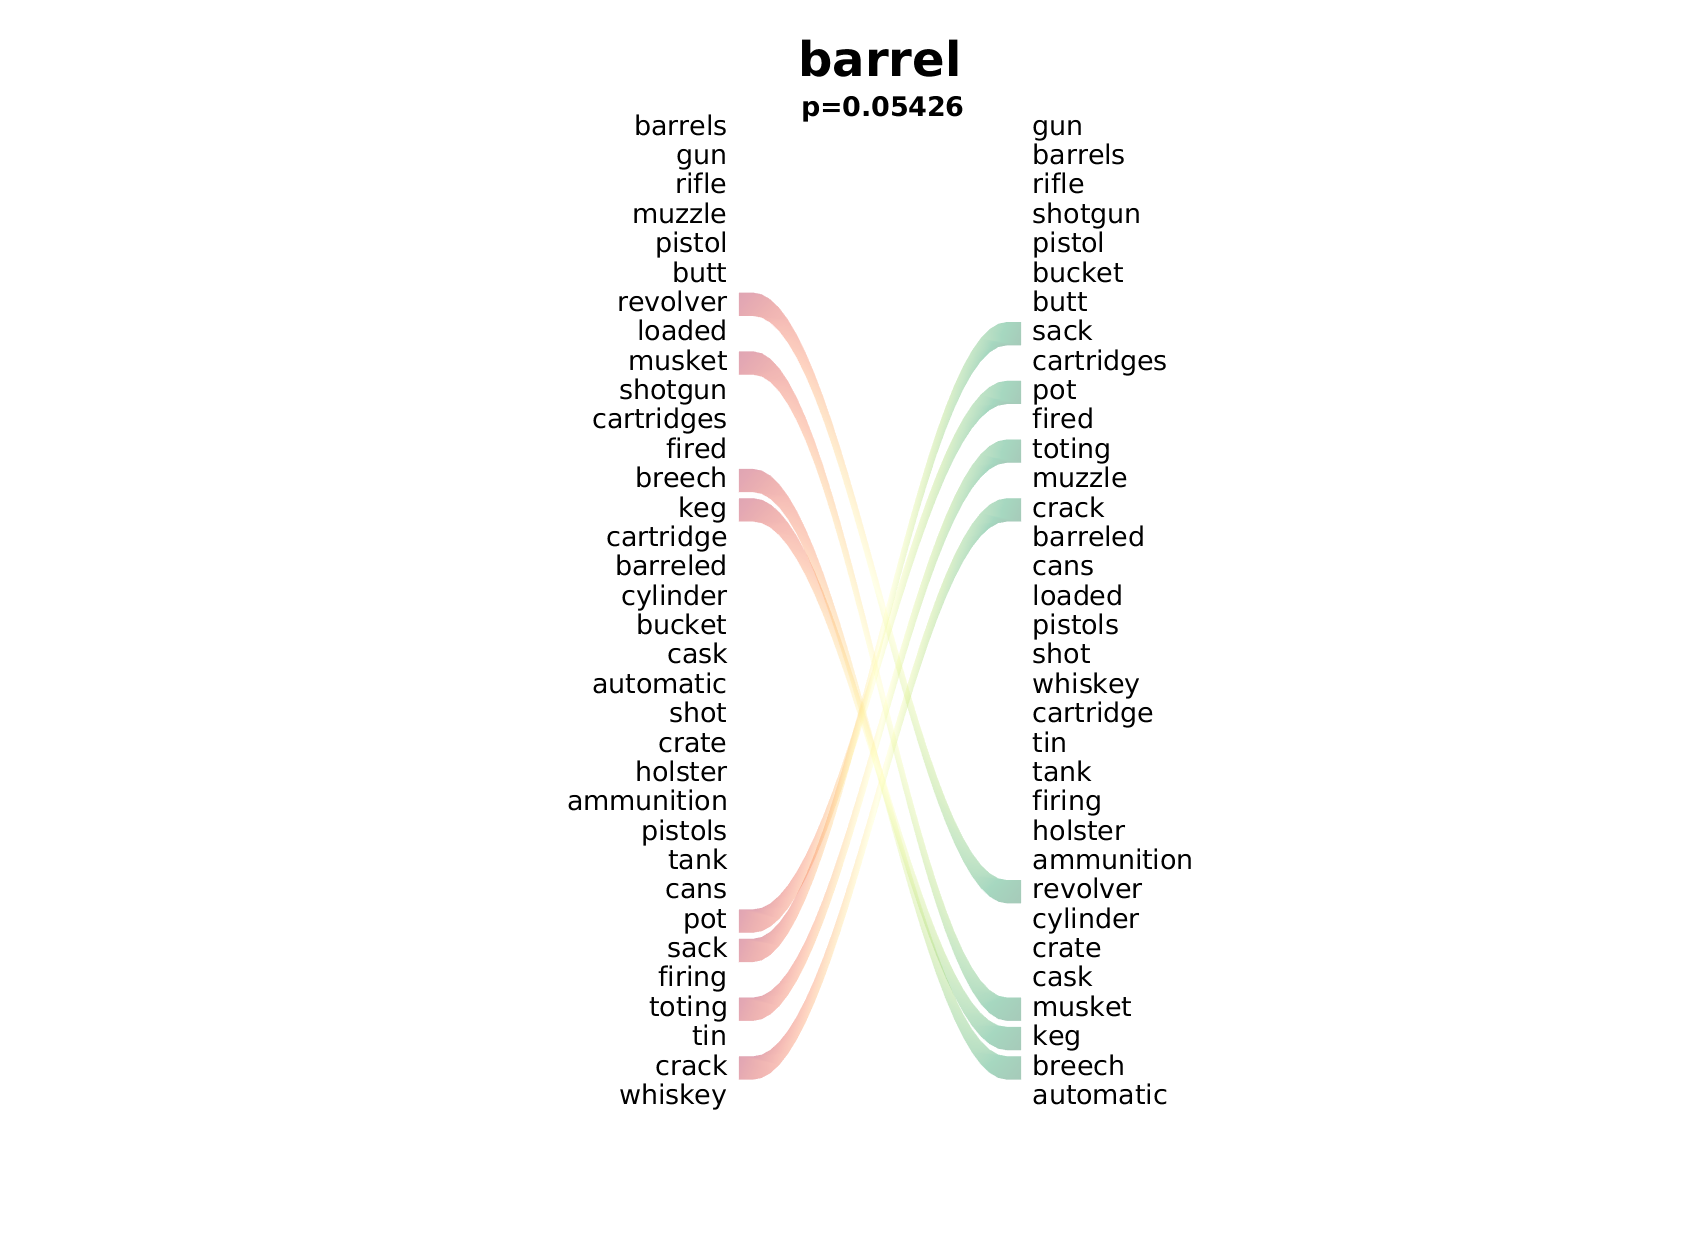 barrel
p=0.05426
barrels
gun
rifle
muzzle
pistol
butt
revolver
loaded
musket
shotgun
cartridges
fired
breech
keg
cartridge
barreled
cylinder
bucket
cask
automatic
shot
crate
holster
ammunition
pistols
tank
cans
pot
sack
firing
toting
tin
crack
whiskey
gun
barrels
rifle
shotgun
pistol
bucket
butt
sack
cartridges
pot
fired
toting
muzzle
crack
barreled
cans
loaded
pistols
shot
whiskey
cartridge
tin
tank
firing
holster
ammunition
revolver
cylinder
crate
cask
musket
keg
breech
automatic